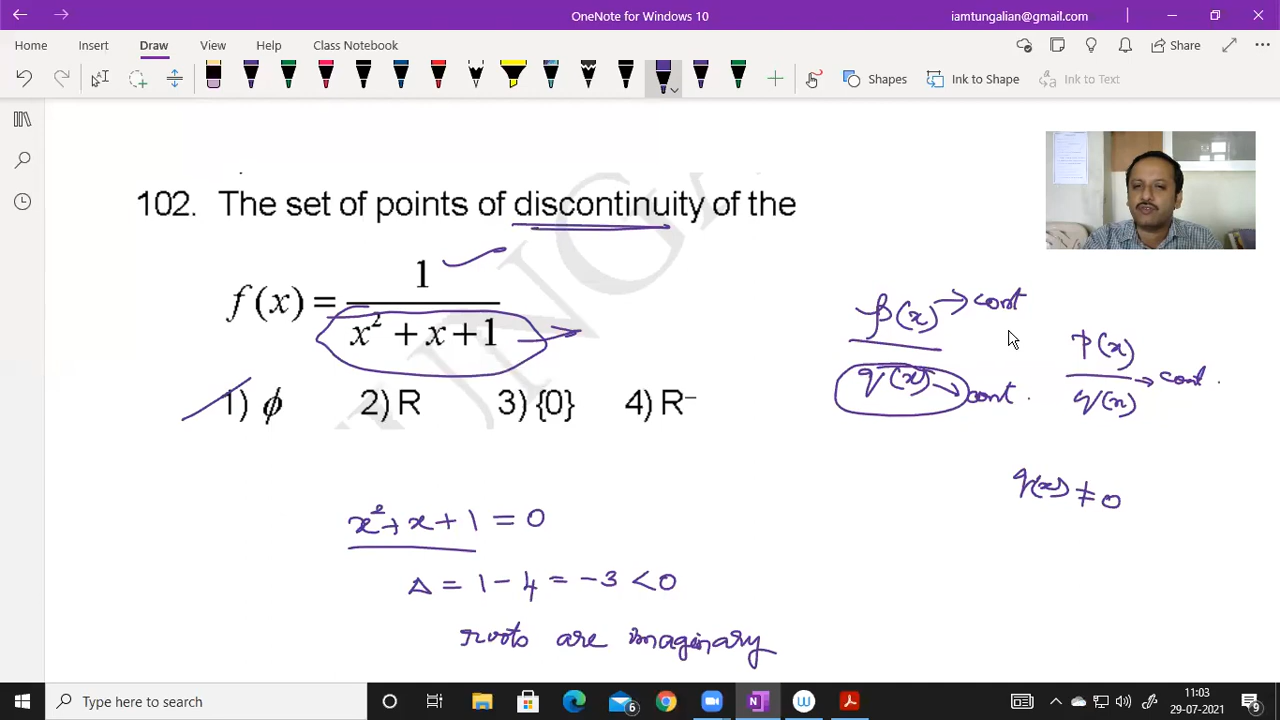 OneNote for Windows 10
iamtungalian@gmail.com
Home Insert Draw View Help Class Notebook
Share
Shapes Ink to Shape Ink to Text
102. The set of points of discontinuity of the
f(x) = 1 / x² + x + 1
1) ϕ 2) R 3) {0} 4) R⁻
p(x) → cont
q(x) → cont.
p(x) / q(x) → cont.
q(x) ≠ 0
x² + x + 1 = 0
Δ = 1 - 4 = -3 < 0
roots are imaginary
Type here to search
6
11:03
29-07-2021
9